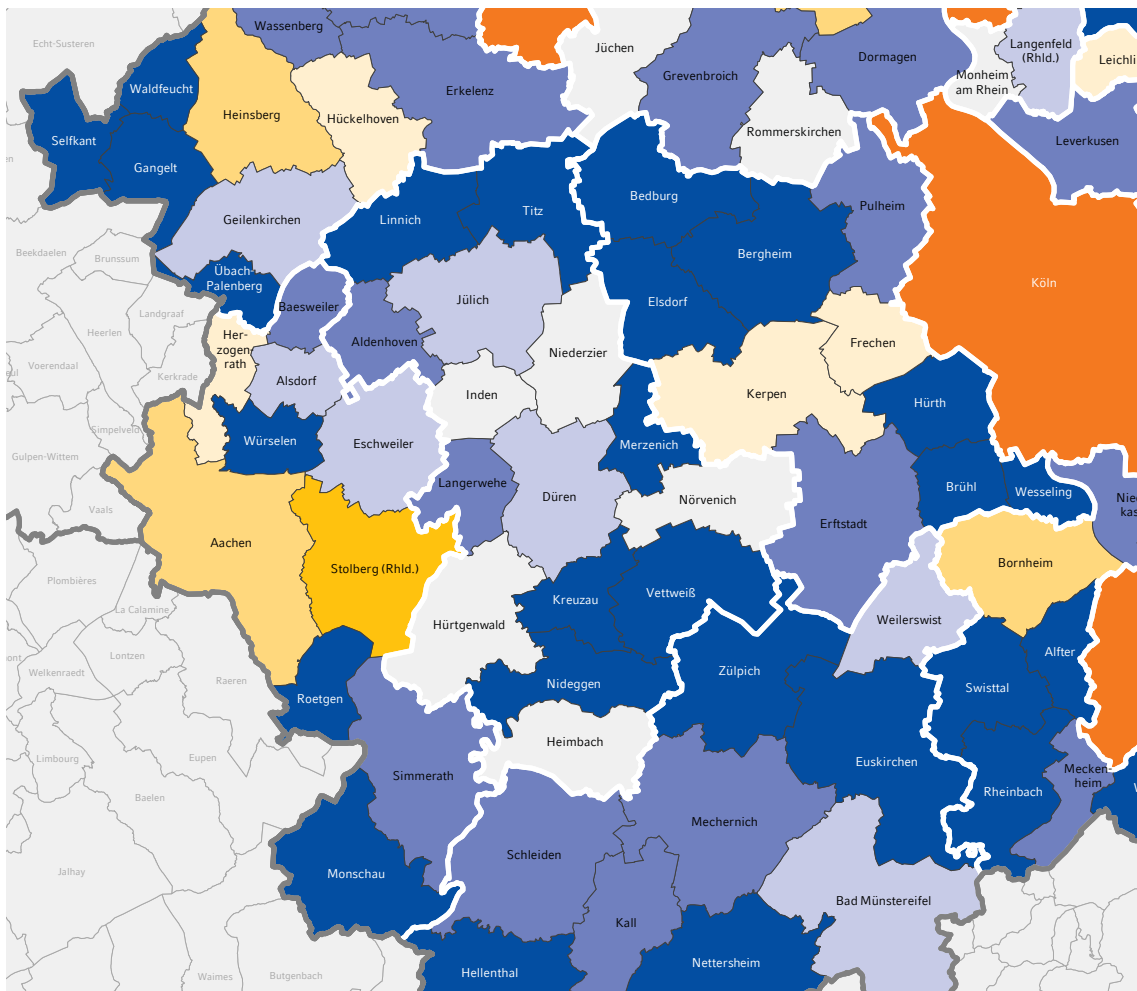 Wassenberg
Echt-Susteren
Jüchen
Langenfeld
(Rhld.)
Dormagen
Leichli
Grevenbroich
Monheim
am Rhein
Waldfeucht
Erkelenz
Heinsberg
Hückelhoven
Rommerskirchen
Selfkant
Leverkusen
Gangelt
Bedburg
Pulheim
Titz
Linnich
Geilenkirchen
Beekdaelen
Brunssum
Bergheim
Übach-
Palenberg
Köln
Jülich
Elsdorf
Baesweiler
Landgraaf
Heerlen
Her-
zogen-
rath
Aldenhoven
Frechen
Niederzier
Voerendaal
Kerkrade
Alsdorf
Inden
Kerpen
Hürth
Simpelveld
Würselen
Eschweiler
Merzenich
Gulpen-Wittem
Langerwehe
Düren
Nörvenich
Brühl
Wesseling
Nied
kas
Vaals
Erftstadt
Aachen
Stolberg (Rhld.)
Bornheim
Plombières
Kreuzau
Vettweiß
La Calamine
Hürtgenwald
Weilerswist
Lontzen
Alfter
Welkenraedt
Raeren
Zülpich
Nideggen
Swisttal
Roetgen
Heimbach
Limbourg
Eupen
Euskirchen
Mecken-
heim
Simmerath
Rheinbach
Baelen
Mechernich
Schleiden
Jalhay
Monschau
Bad Münstereifel
Kall
Nettersheim
Hellenthal
Waimes
Butgenbach